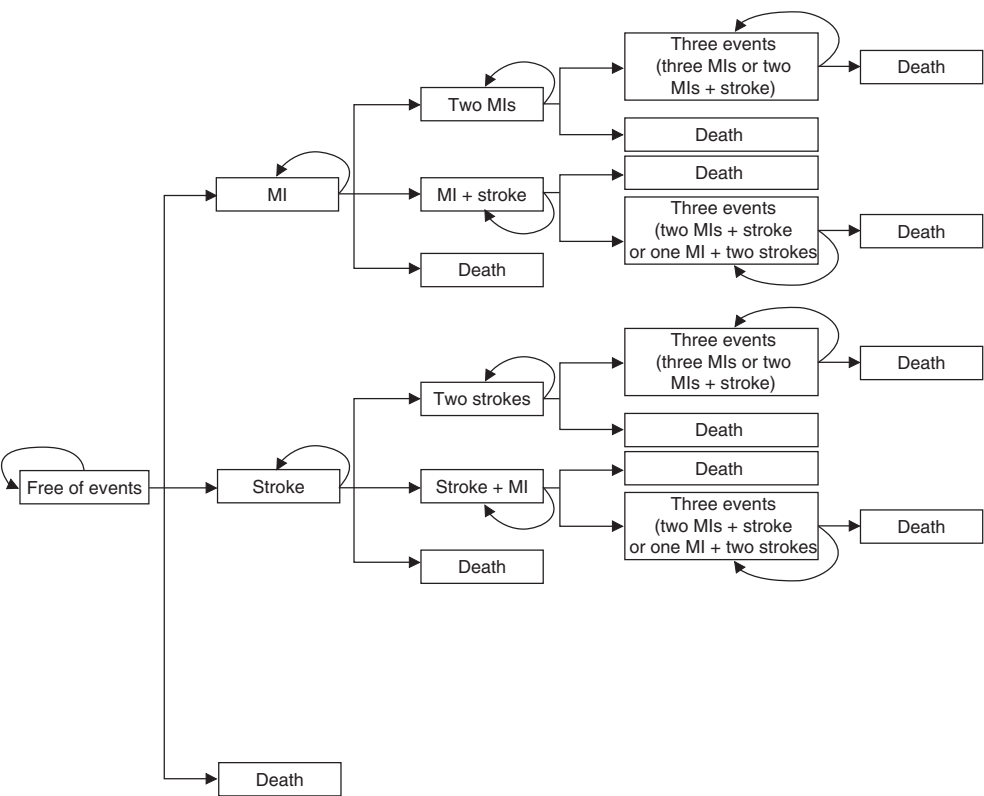 Three events
(three MIs or two
MIs + stroke)
Death
Two MIs
Death
Death
MI
MI + stroke
Three events
(two MIs + stroke
or one MI + two strokes
Death
Death
Three events
(three MIs or two
MIs + stroke)
Death
Two strokes
Death
Death
Free of events
Stroke
Stroke + MI
Three events
(two MIs + stroke
or one MI + two strokes
Death
Death
Death